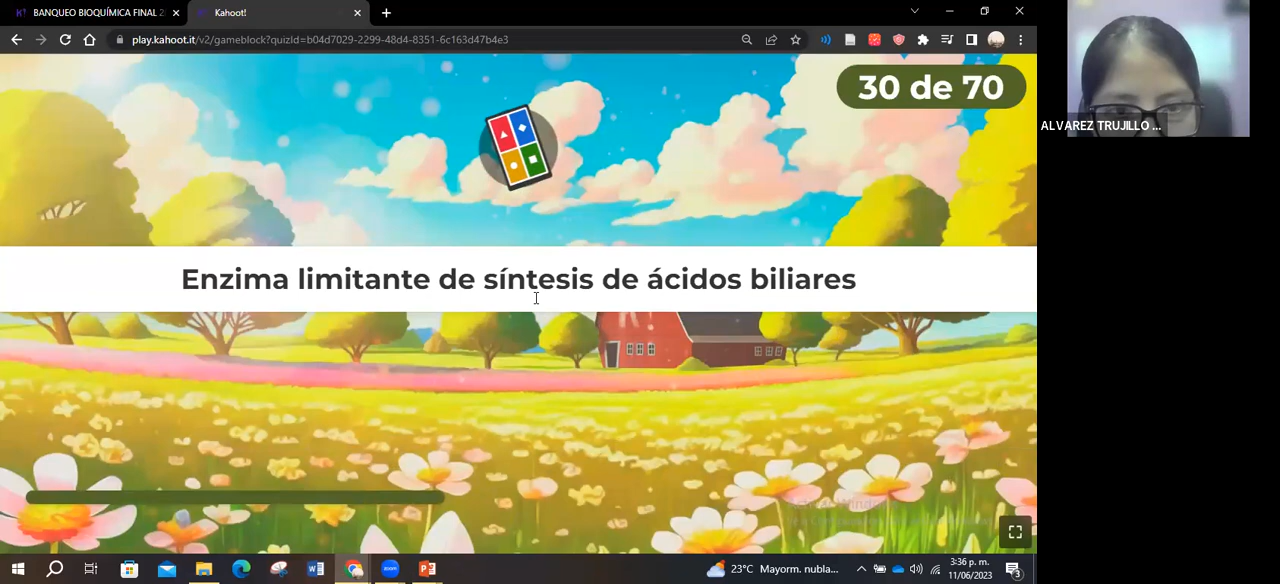 BANQUEO BIOQUÍMICA FINAL 2
Kahoot!
play.kahoot.it/v2/gameblock?quizId=b04d7029-2299-48d4-8351-6c163d47b4e3
30 de 70
ALVAREZ TRUJILLO ...
Enzima limitante de síntesis de ácidos biliares
23°C Mayorm. nubla...
3:36 p. m.
11/06/2023
3